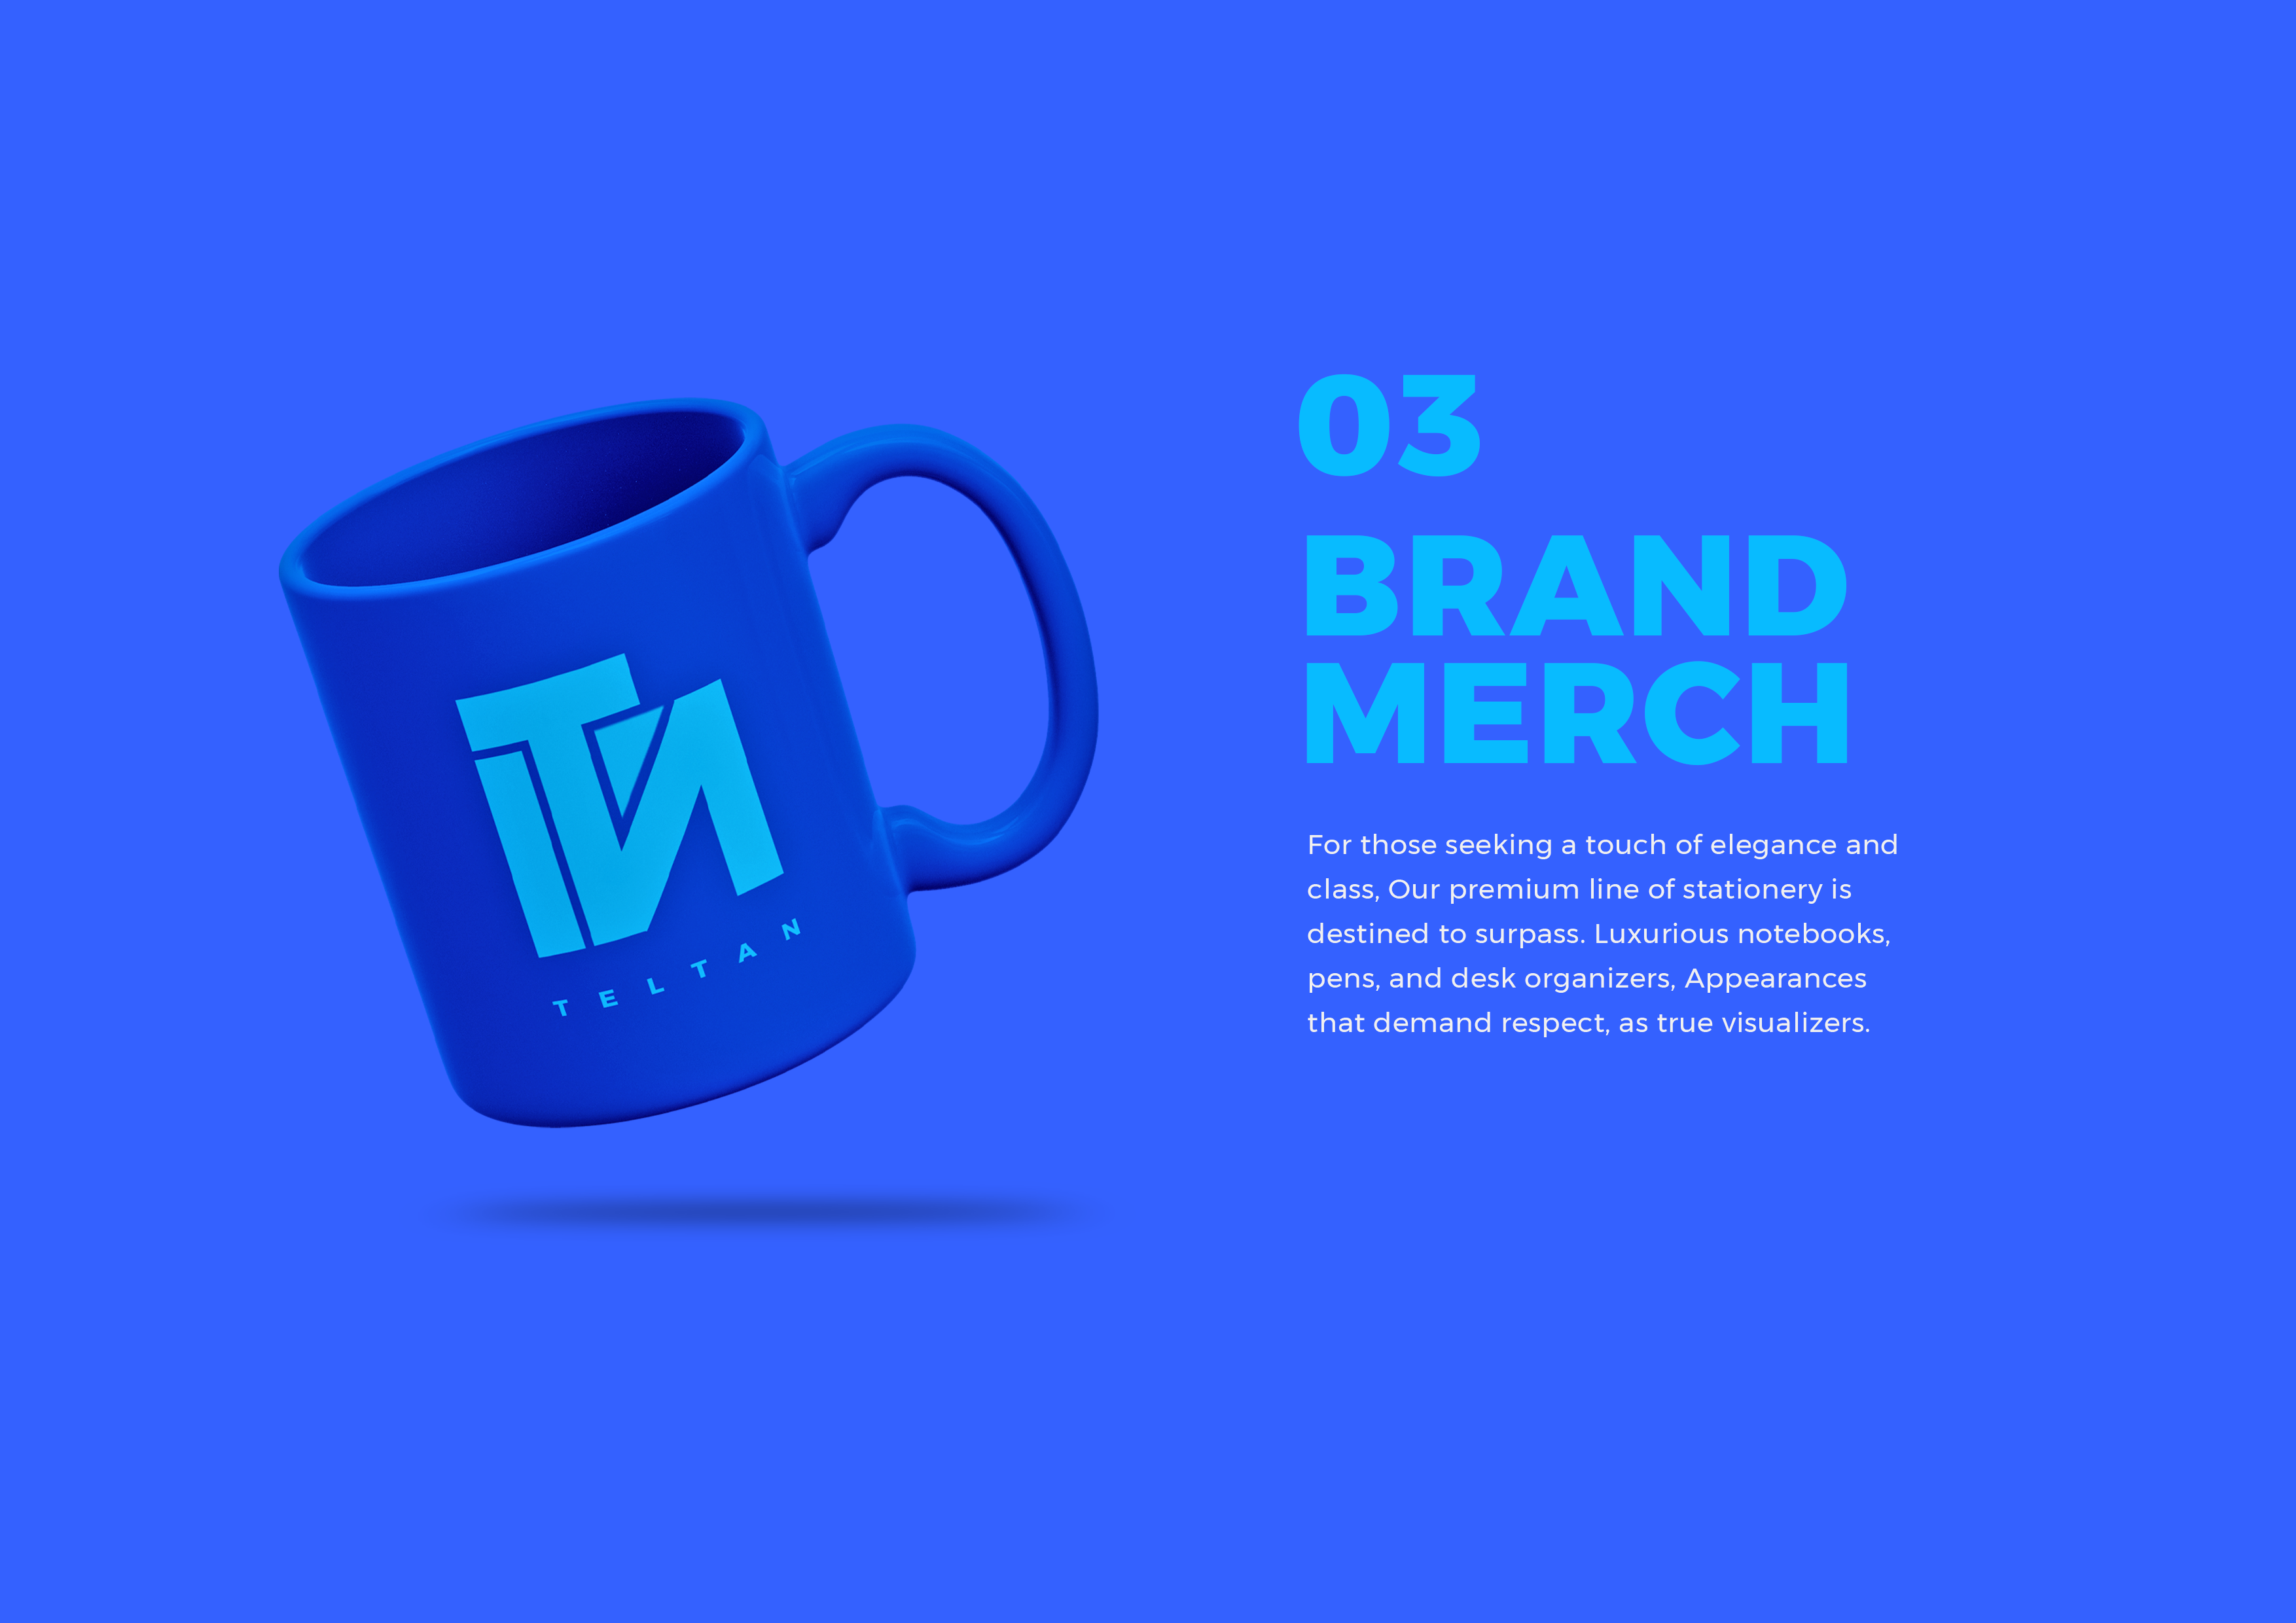 TN
TELTAN
03
BRAND
MERCH
For those seeking a touch of elegance and
class, Our premium line of stationery is
destined to surpass. Luxurious notebooks,
pens, and desk organizers, Appearances
that demand respect, as true visualizers.